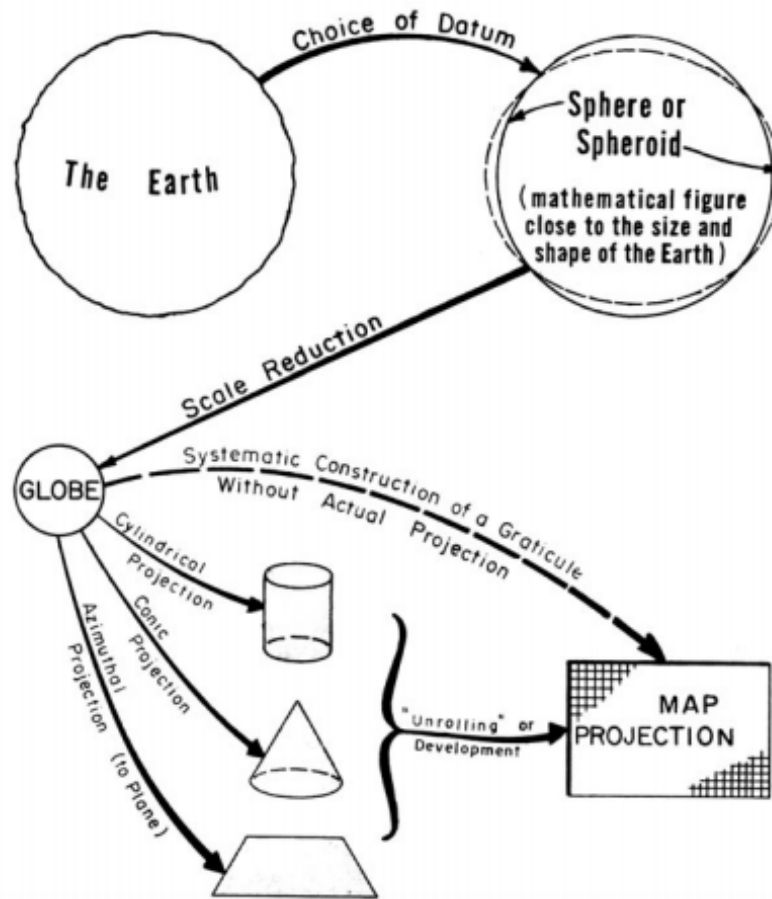 Choice of Datum
The Earth
Sphere or
Spheroid
(mathematical figure
close to the size and
shape of the Earth)
Scale Reduction
GLOBE
Systematic Construction of a Graticule
Without Actual Projection
Cylindrical
Projection
Conic
Projection
Azimuthal
Projection (to Plane)
"Unrolling" or
Development
MAP
PROJECTION